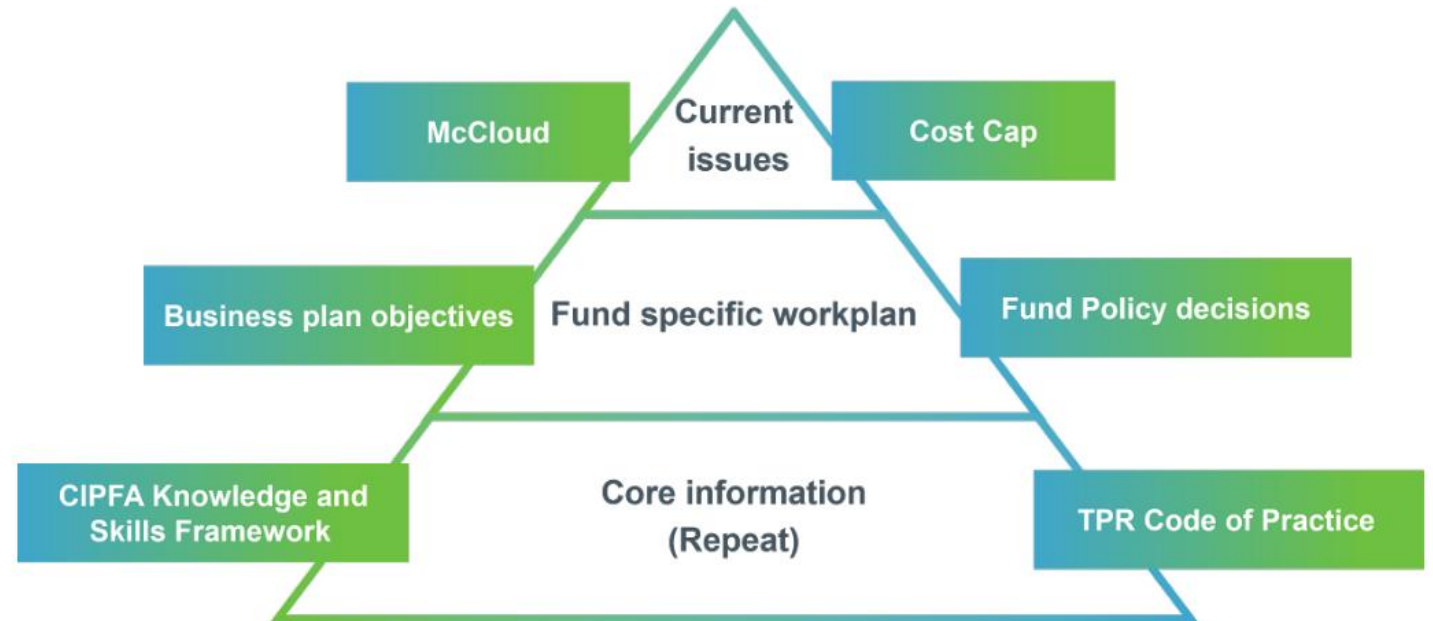 McCloud
Current
issues
Cost Cap
Business plan objectives
Fund specific workplan
Fund Policy decisions
CIPFA Knowledge and
Skills Framework
Core information
(Repeat)
TPR Code of Practice